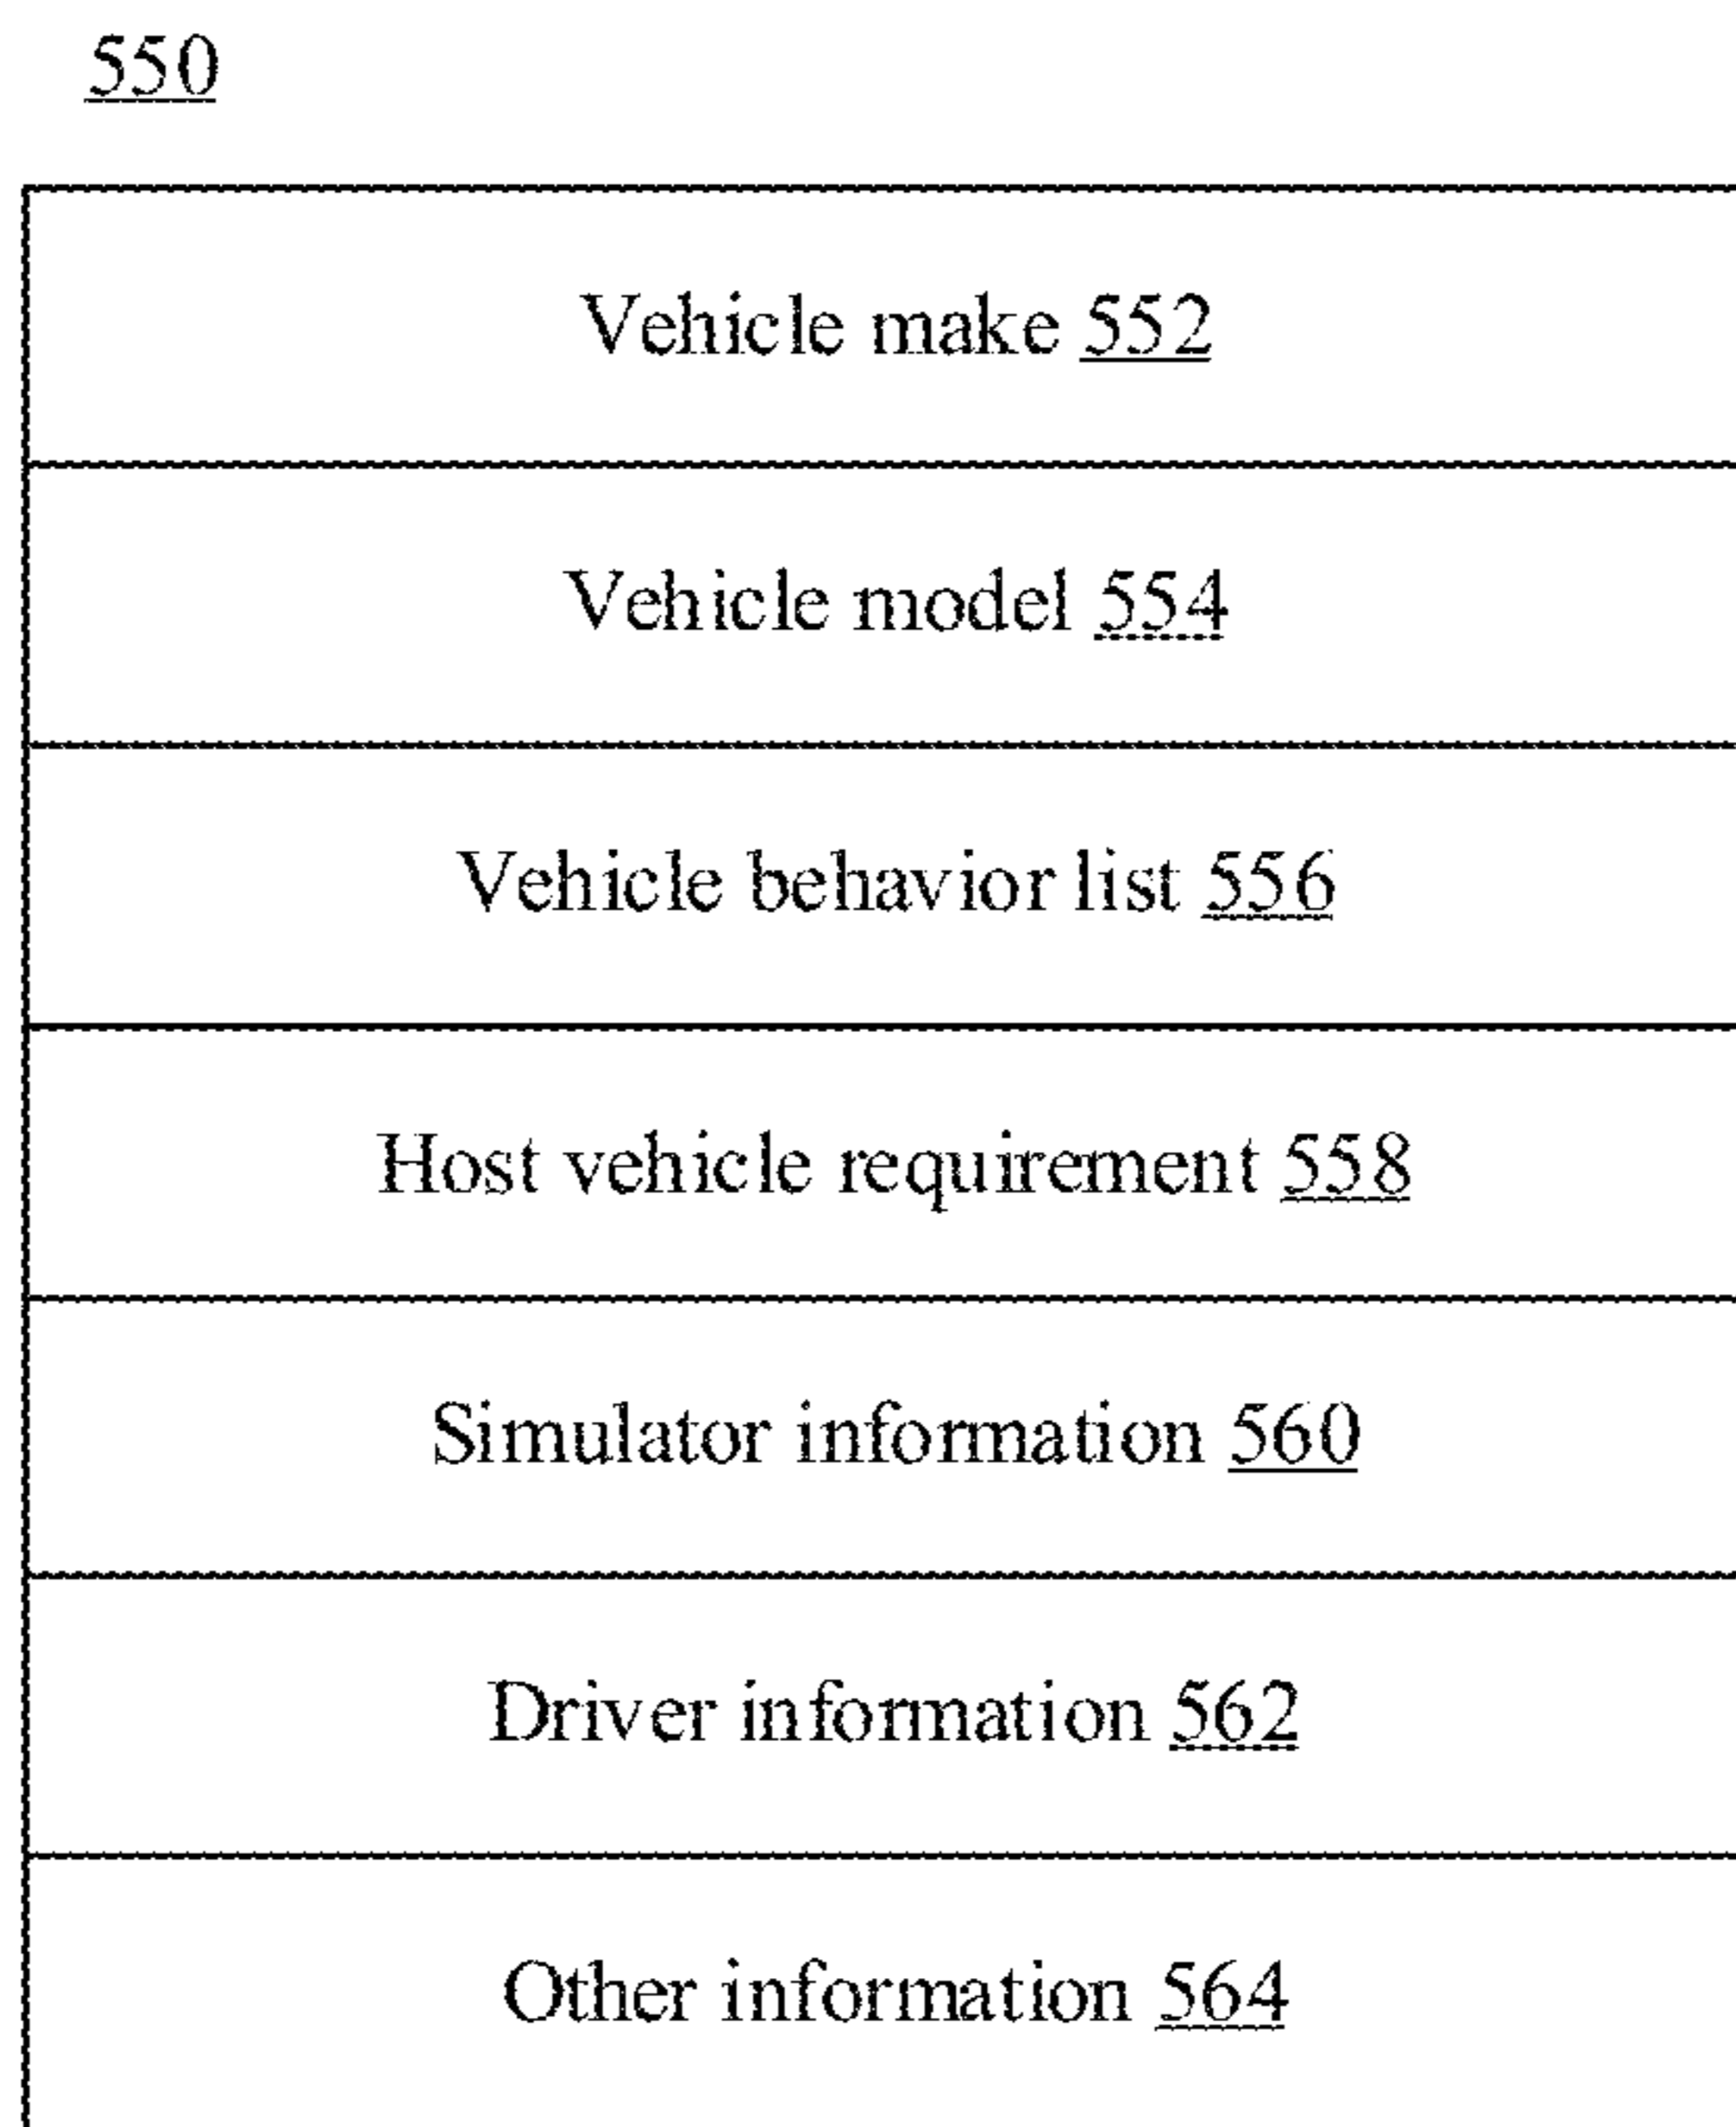 550
Vehicle make 552
Vehicle model 554
Vehicle behavior list 556
Host vehicle requirement 558
Simulator information 560
Driver information 562
Other information 564